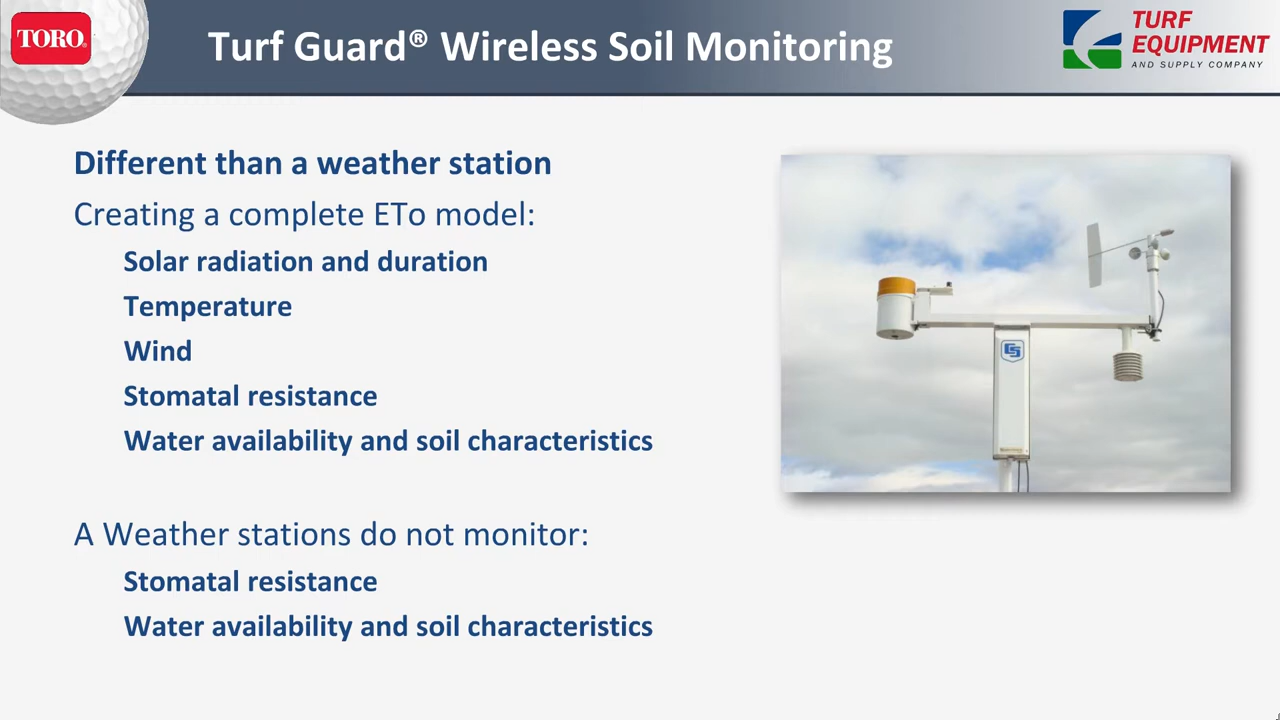 TORO®
Turf Guard® Wireless Soil Monitoring
TURF
EQUIPMENT
AND SUPPLY COMPANY
Different than a weather station
Creating a complete ETo model:
Solar radiation and duration
Temperature
Wind
Stomatal resistance
Water availability and soil characteristics
A Weather stations do not monitor:
Stomatal resistance
Water availability and soil characteristics